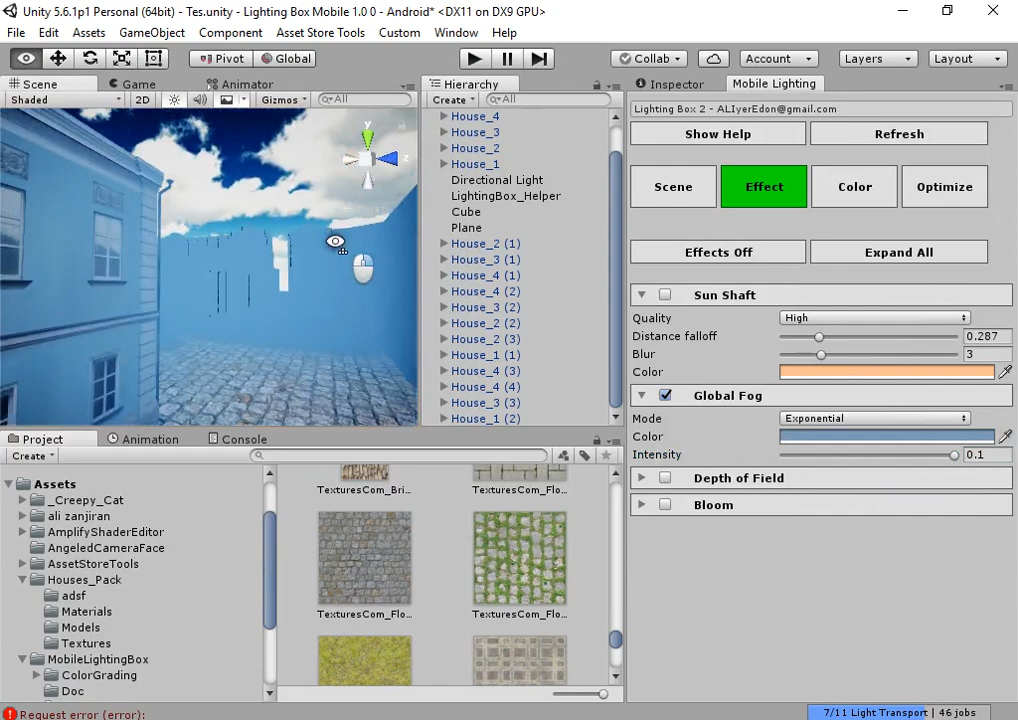 Unity 5.6.1p1 Personal (64bit) - Tes.unity - Lighting Box Mobile 1.0 0 - Android* <DX11 on DX9 GPU>
File Edit Assets GameObject Component Asset Store Tools Custom Window Help
Pivot Global Collab Account Layers Layout
Scene Game Animator
Shaded 2D Gizmos All
Hierarchy
Create All
House_4
House_3
House_2
House_1
Directional Light
LightingBox_Helper
Cube
Plane
House_2 (1)
House_3 (1)
House_4 (1)
House_4 (2)
House_3 (2)
House_2 (2)
House_2 (3)
House_1 (1)
House_4 (3)
House_4 (4)
House_3 (3)
House_1 (2)
y
z
Inspector Mobile Lighting
Lighting Box 2 - ALIyerEdon@gmail.com
Show Help Refresh
Scene Effect Color Optimize
Effects Off Expand All
Sun Shaft
Quality High
Distance falloff 0.287
Blur 3
Color
Global Fog
Mode Exponential
Color
Intensity 0.1
Depth of Field
Bloom
Project Animation Console
Create
Assets
_Creepy_Cat
ali zanjiran
AmplifyShaderEditor
AngeledCameraFace
AssetStoreTools
Houses_Pack
adsf
Materials
Models
Textures
MobileLightingBox
ColorGrading
Doc
TexturesCom_Bri... TexturesCom_Flo...
TexturesCom_Flo... TexturesCom_Flo...
Request error (error):
7/11 Light Transport | 46 jobs